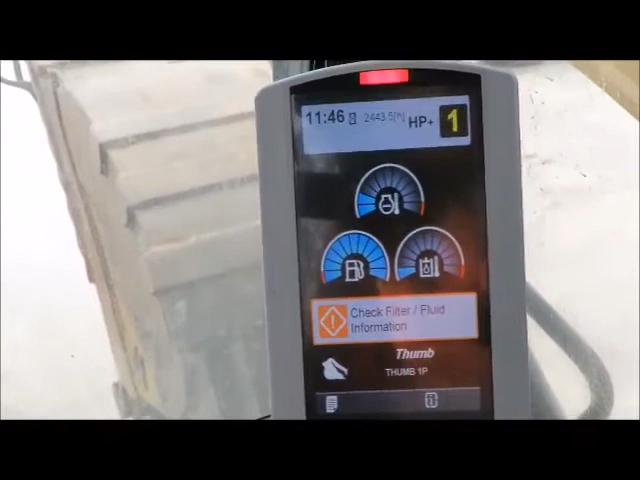 11:46 2443.5[h] HP+ 1
Check Filter / Fluid
Information
Thumb
THUMB 1P